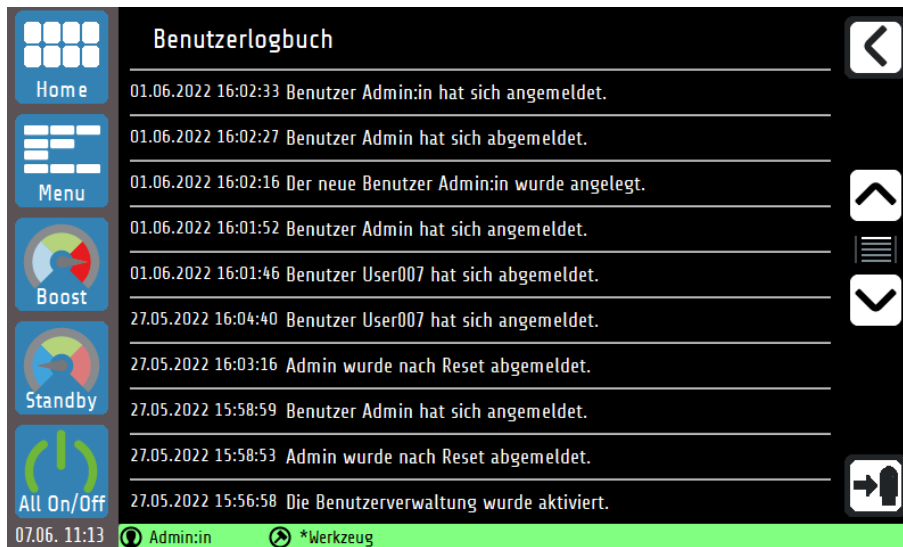 Benutzerlogbuch
Home
01.06.2022 16:02:33 Benutzer Admin:in hat sich angemeldet.
01.06.2022 16:02:27 Benutzer Admin hat sich abgemeldet.
Menu
01.06.2022 16:02:16 Der neue Benutzer Admin:in wurde angelegt.
01.06.2022 16:01:52 Benutzer Admin hat sich angemeldet.
01.06.2022 16:01:46 Benutzer User007 hat sich abgemeldet.
Boost
27.05.2022 16:04:40 Benutzer User007 hat sich angemeldet.
27.05.2022 16:03:16 Admin wurde nach Reset abgemeldet.
Standby
27.05.2022 15:58:59 Benutzer Admin hat sich angemeldet.
27.05.2022 15:58:53 Admin wurde nach Reset abgemeldet.
All On/Off
27.05.2022 15:56:58 Die Benutzerverwaltung wurde aktiviert.
07.06. 11:13 Admin:in *Werkzeug